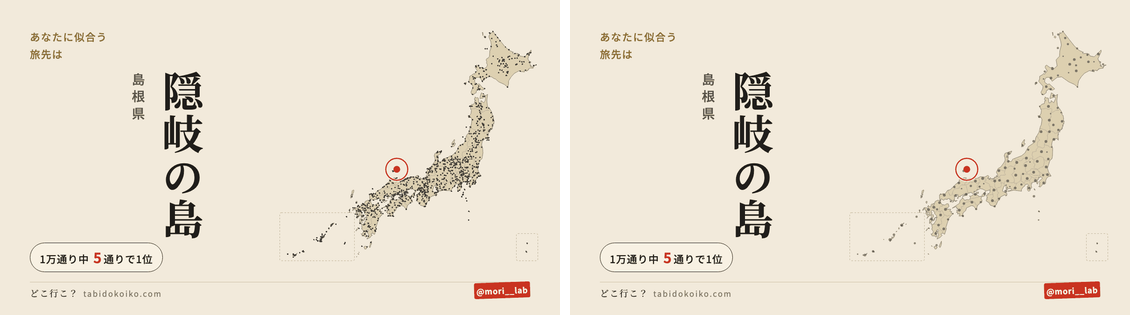 あなたに似合う
旅先は
隠岐の島
島根県
1万通り中 5通りで1位
どこ行こ？ tabidokoiko.com
@mori__lab
あなたに似合う
旅先は
隠岐の島
島根県
1万通り中 5通りで1位
どこ行こ？ tabidokoiko.com
@mori__lab